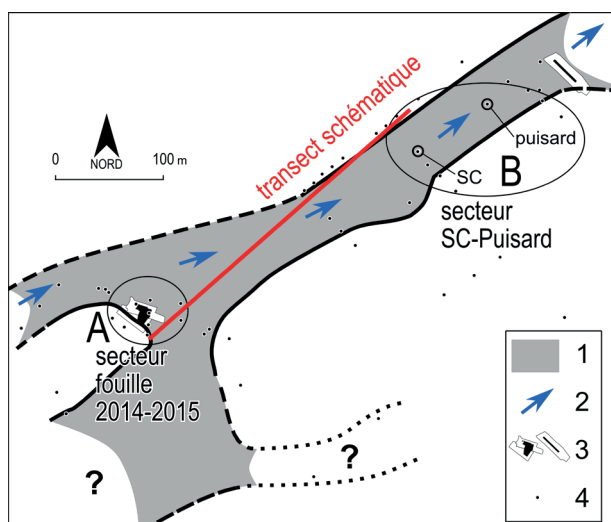 NORD
0 100 m
transect schématique
puisard
SC
B
secteur
SC-Puisard
A
secteur
fouille
2014-2015
?
?
1
2
3
4